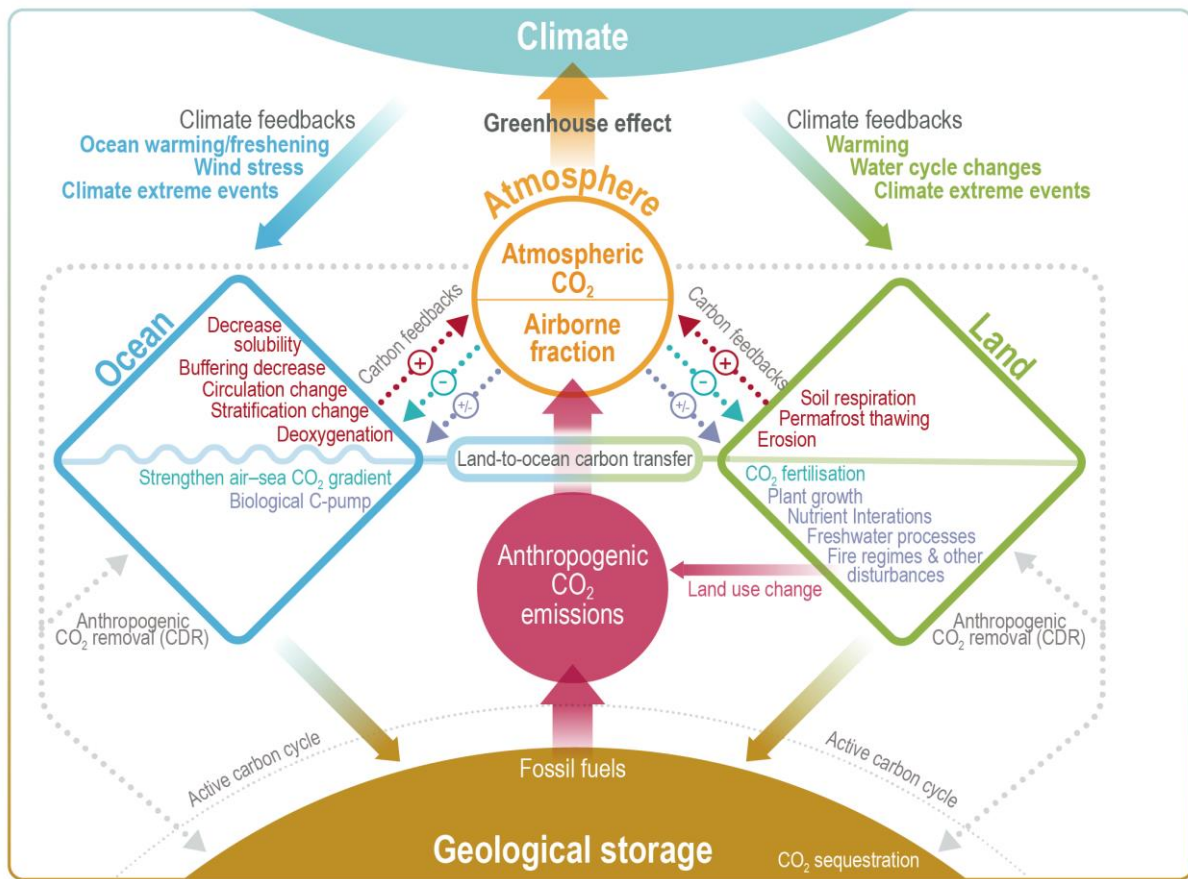 Climate
Greenhouse effect
Climate feedbacks
Ocean warming/freshening
Wind stress
Climate extreme events
Climate feedbacks
Warming
Water cycle changes
Climate extreme events
Atmosphere
Atmospheric
CO₂
Airborne
fraction
Ocean
Decrease
solubility
Buffering decrease
Circulation change
Stratification change
Deoxygenation
Strengthen air–sea CO₂ gradient
Biological C-pump
Carbon feedbacks
+
-
+/-
Carbon feedbacks
+
-
+/-
Land
Soil respiration
Permafrost thawing
Erosion
CO₂ fertilisation
Plant growth
Nutrient Interations
Freshwater processes
Fire regimes & other
disturbances
Land-to-ocean carbon transfer
Anthropogenic
CO₂
emissions
Land use change
Anthropogenic
CO₂ removal (CDR)
Anthropogenic
CO₂ removal (CDR)
Active carbon cycle
Active carbon cycle
Fossil fuels
Geological storage
CO₂ sequestration